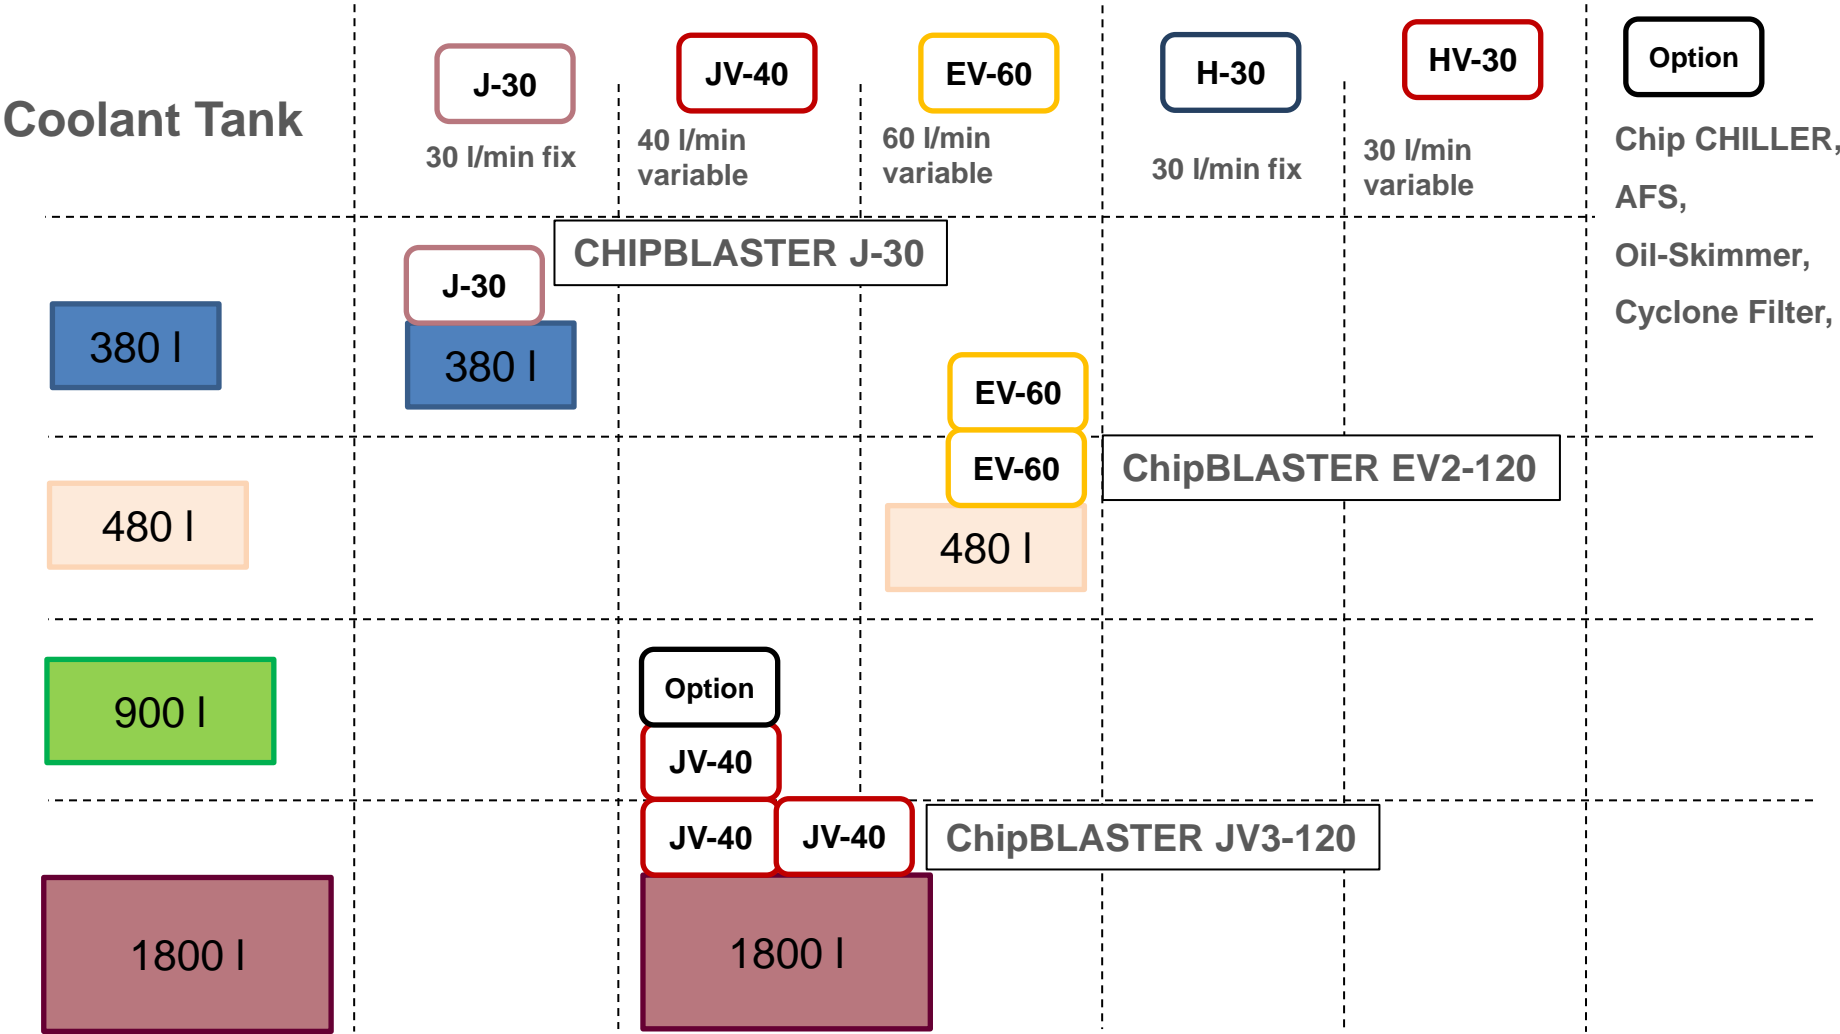 Coolant Tank
J-30
30 l/min fix
JV-40
40 l/min
variable
EV-60
60 l/min
variable
H-30
30 l/min fix
HV-30
30 l/min
variable
Option
Chip CHILLER,
AFS,
Oil-Skimmer,
Cyclone Filter,
380 l
J-30
380 l
CHIPBLASTER J-30
480 l
EV-60
EV-60
480 l
ChipBLASTER EV2-120
900 l
Option
JV-40
JV-40
JV-40
ChipBLASTER JV3-120
1800 l
1800 l